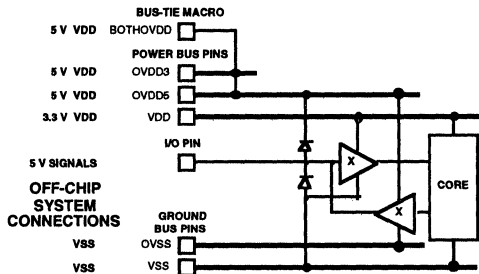 BUS-TIE MACRO
5 V VDD BOTHOVDD
POWER BUS PINS
5 V VDD OVDD3
5 V VDD OVDD5
3.3 V VDD VDD
I/O PIN
5 V SIGNALS
X
CORE
OFF-CHIP
SYSTEM
CONNECTIONS
X
GROUND
BUS PINS
VSS OVSS
VSS VSS